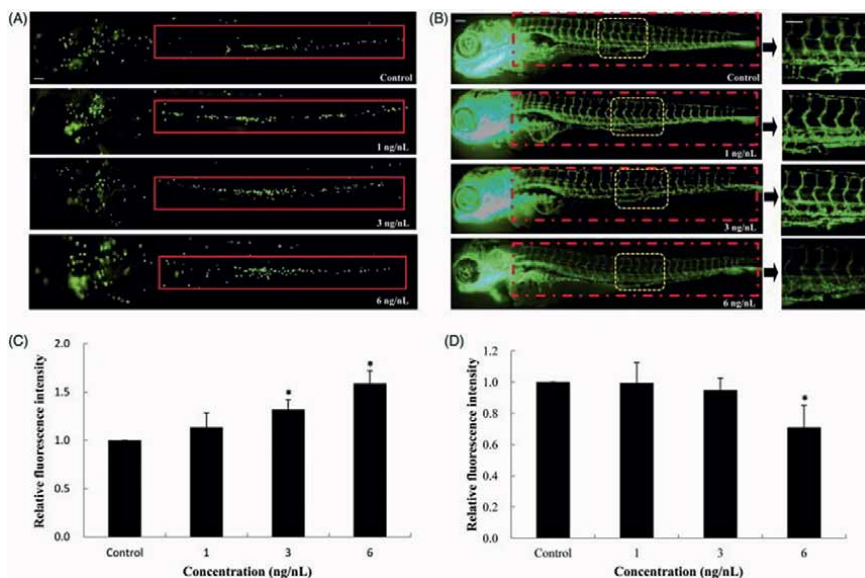 (A)
Control
1 ng/nL
3 ng/nL
6 ng/nL
(B)
Control
1 ng/nL
3 ng/nL
6 ng/nL
(C)
Relative fluorescence intensity
2.0
1.5
1.0
0.5
0.0
*
*
Control 1 3 6
Concentration (ng/nL)
(D)
Relative fluorescence intensity
1.2
1.0
0.8
0.6
0.4
0.2
0.0
*
Control 1 3 6
Concentration (ng/nL)